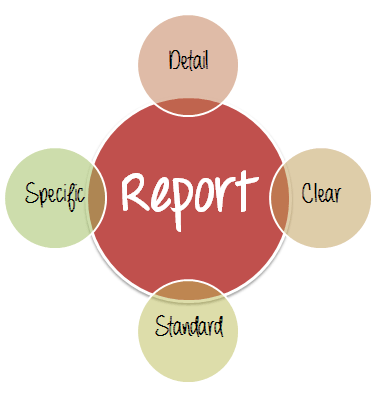 Detail
Specific
Report
Clear
Standard